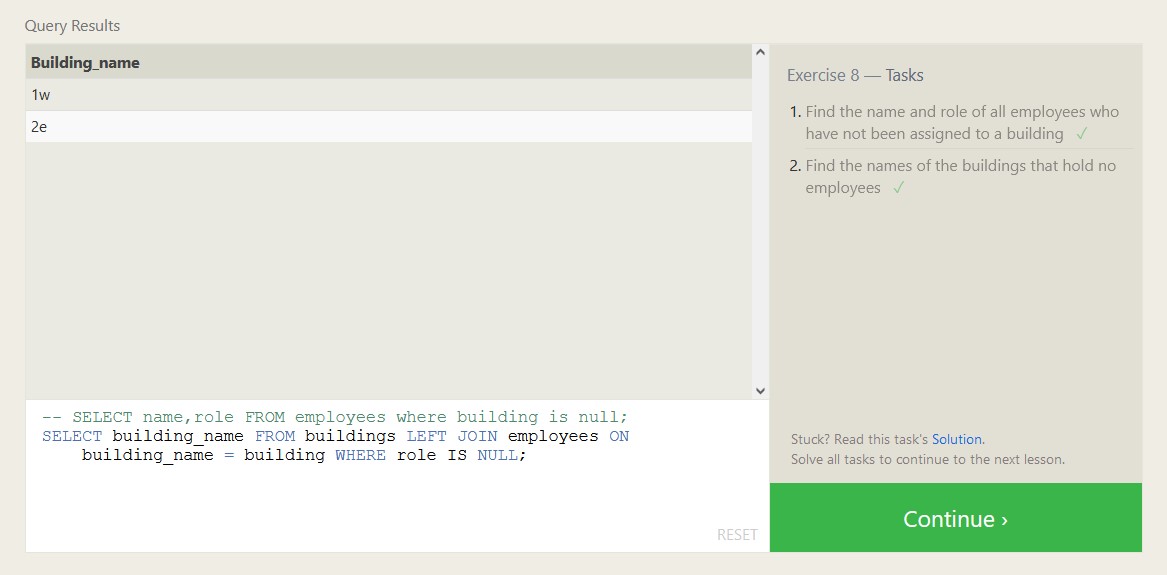 Query Results
Building_name
1w
2e
-- SELECT name,role FROM employees where building is null;
SELECT building_name FROM buildings LEFT JOIN employees ON
building_name = building WHERE role IS NULL;
RESET
Exercise 8 — Tasks
1. Find the name and role of all employees who
have not been assigned to a building ✓
2. Find the names of the buildings that hold no
employees ✓
Stuck? Read this task's Solution.
Solve all tasks to continue to the next lesson.
Continue ›